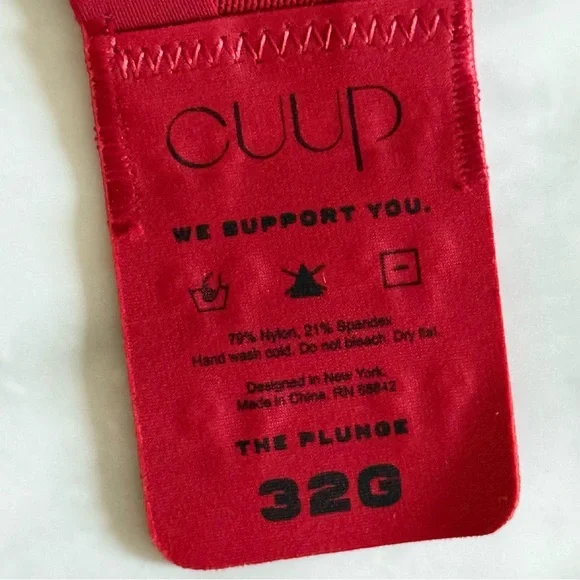 CUUP
WE SUPPORT YOU.
79% Nylon, 21% Spandex
Hand wash cold. Do not bleach. Dry flat.
Designed in New York.
Made in China. RN
THE PLUNGE
32G